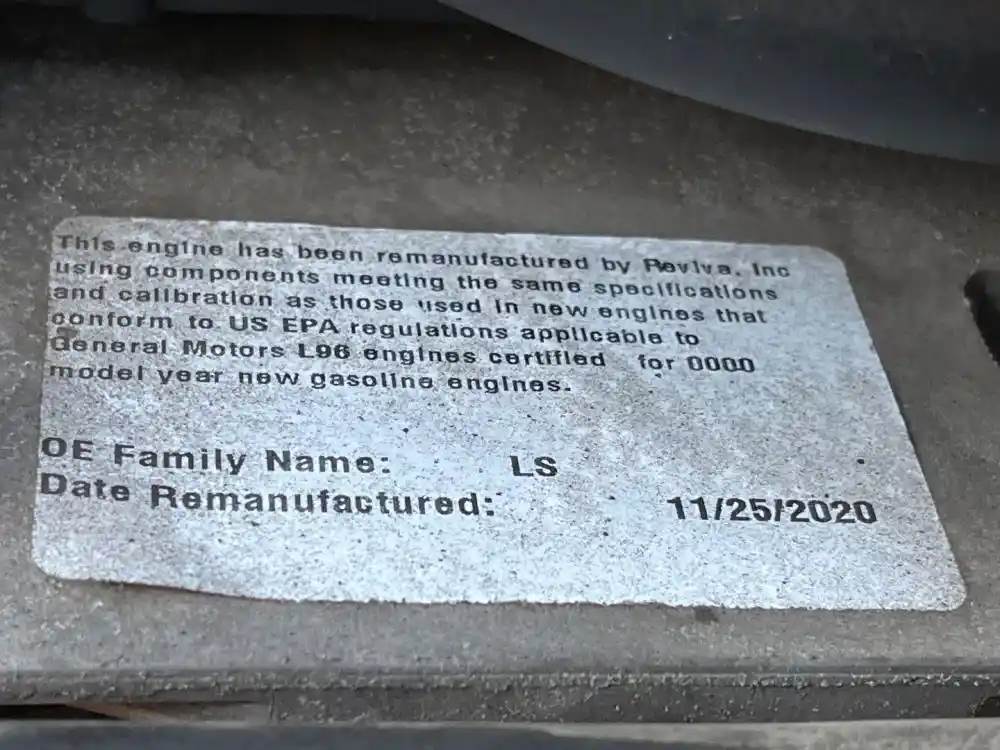 This engine has been remanufactured by Reviva, Inc
using components meeting the same specifications
and calibration as those used in new engines that
conform to US EPA regulations applicable to
General Motors L96 engines certified for 0000
model year new gasoline engines.
OE Family Name: LS
Date Remanufactured: 11/25/2020